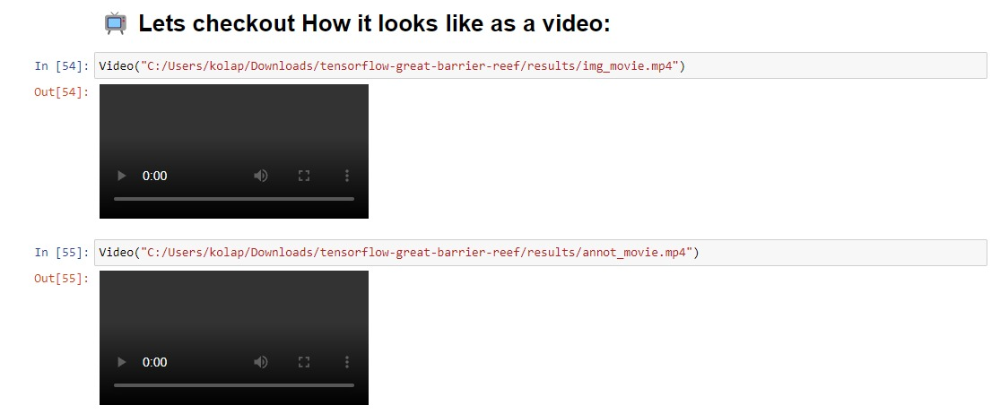 Lets checkout How it looks like as a video:
In [54]: Video("C:/Users/kolap/Downloads/tensorflow-great-barrier-reef/results/img_movie.mp4")
Out[54]:
0:00
In [55]: Video("C:/Users/kolap/Downloads/tensorflow-great-barrier-reef/results/annot_movie.mp4")
Out[55]:
0:00